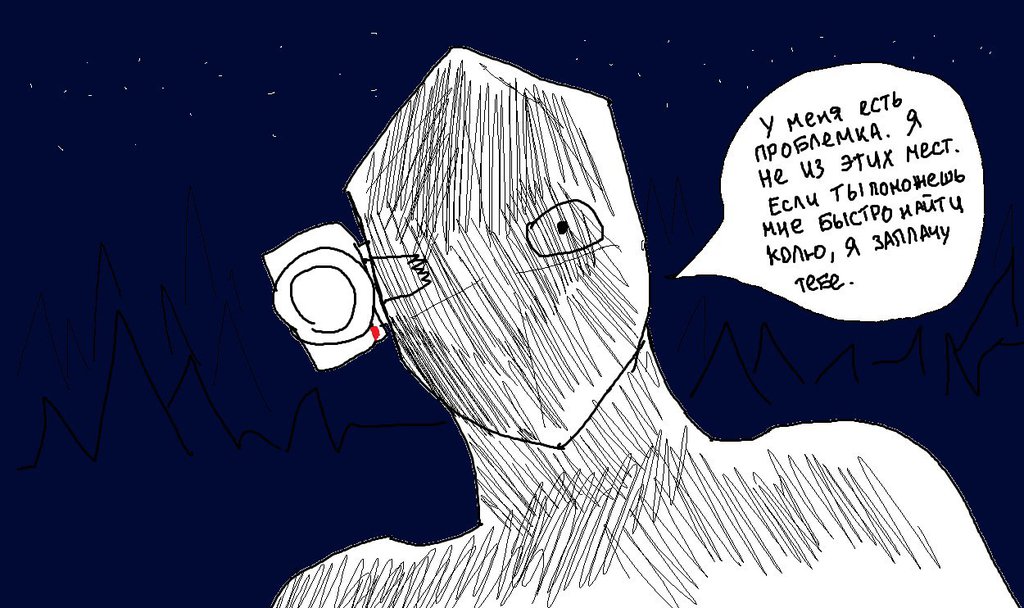 У меня есть
проблемка. Я
не из этих мест.
Если ты поможешь
мне быстро найти
Колю, я заплачу
тебе.